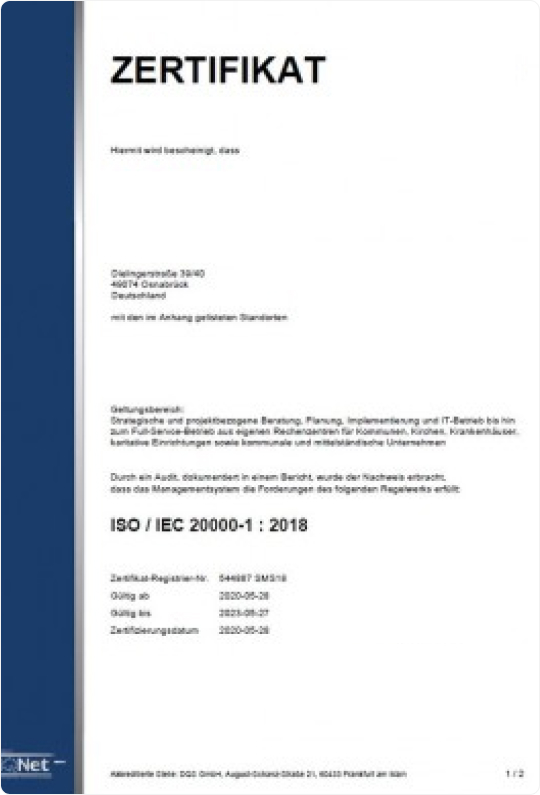 ZERTIFIKAT
Hiermit wird bescheinigt, dass
Dielingerstraße 39/40
49074 Osnabrück
Deutschland
mit den im Anhang gelisteten Standorten
Geltungsbereich:
Strategische und projektbezogene Beratung, Planung, Implementierung und IT-Betrieb bis hin
zum Full-Service-Betrieb aus eigenen Rechenzentren für Kommunen, Kirchen, Krankenhäuser,
karitative Einrichtungen sowie kommunale und mittelständische Unternehmen
Durch ein Audit, dokumentiert in einem Bericht, wurde der Nachweis erbracht,
dass das Managementsystem die Forderungen des folgenden Regelwerks erfüllt:
ISO / IEC 20000-1 : 2018
Zertifikat-Registrier-Nr. SMS18
Gültig ab 2020-05-28
Gültig bis 2023-05-27
Zertifizierungsdatum 2020-05-28
QNet
Akkreditierte Stelle: DQS GmbH, August-Schanz-Straße 21, 60433 Frankfurt am Main
1 / 2